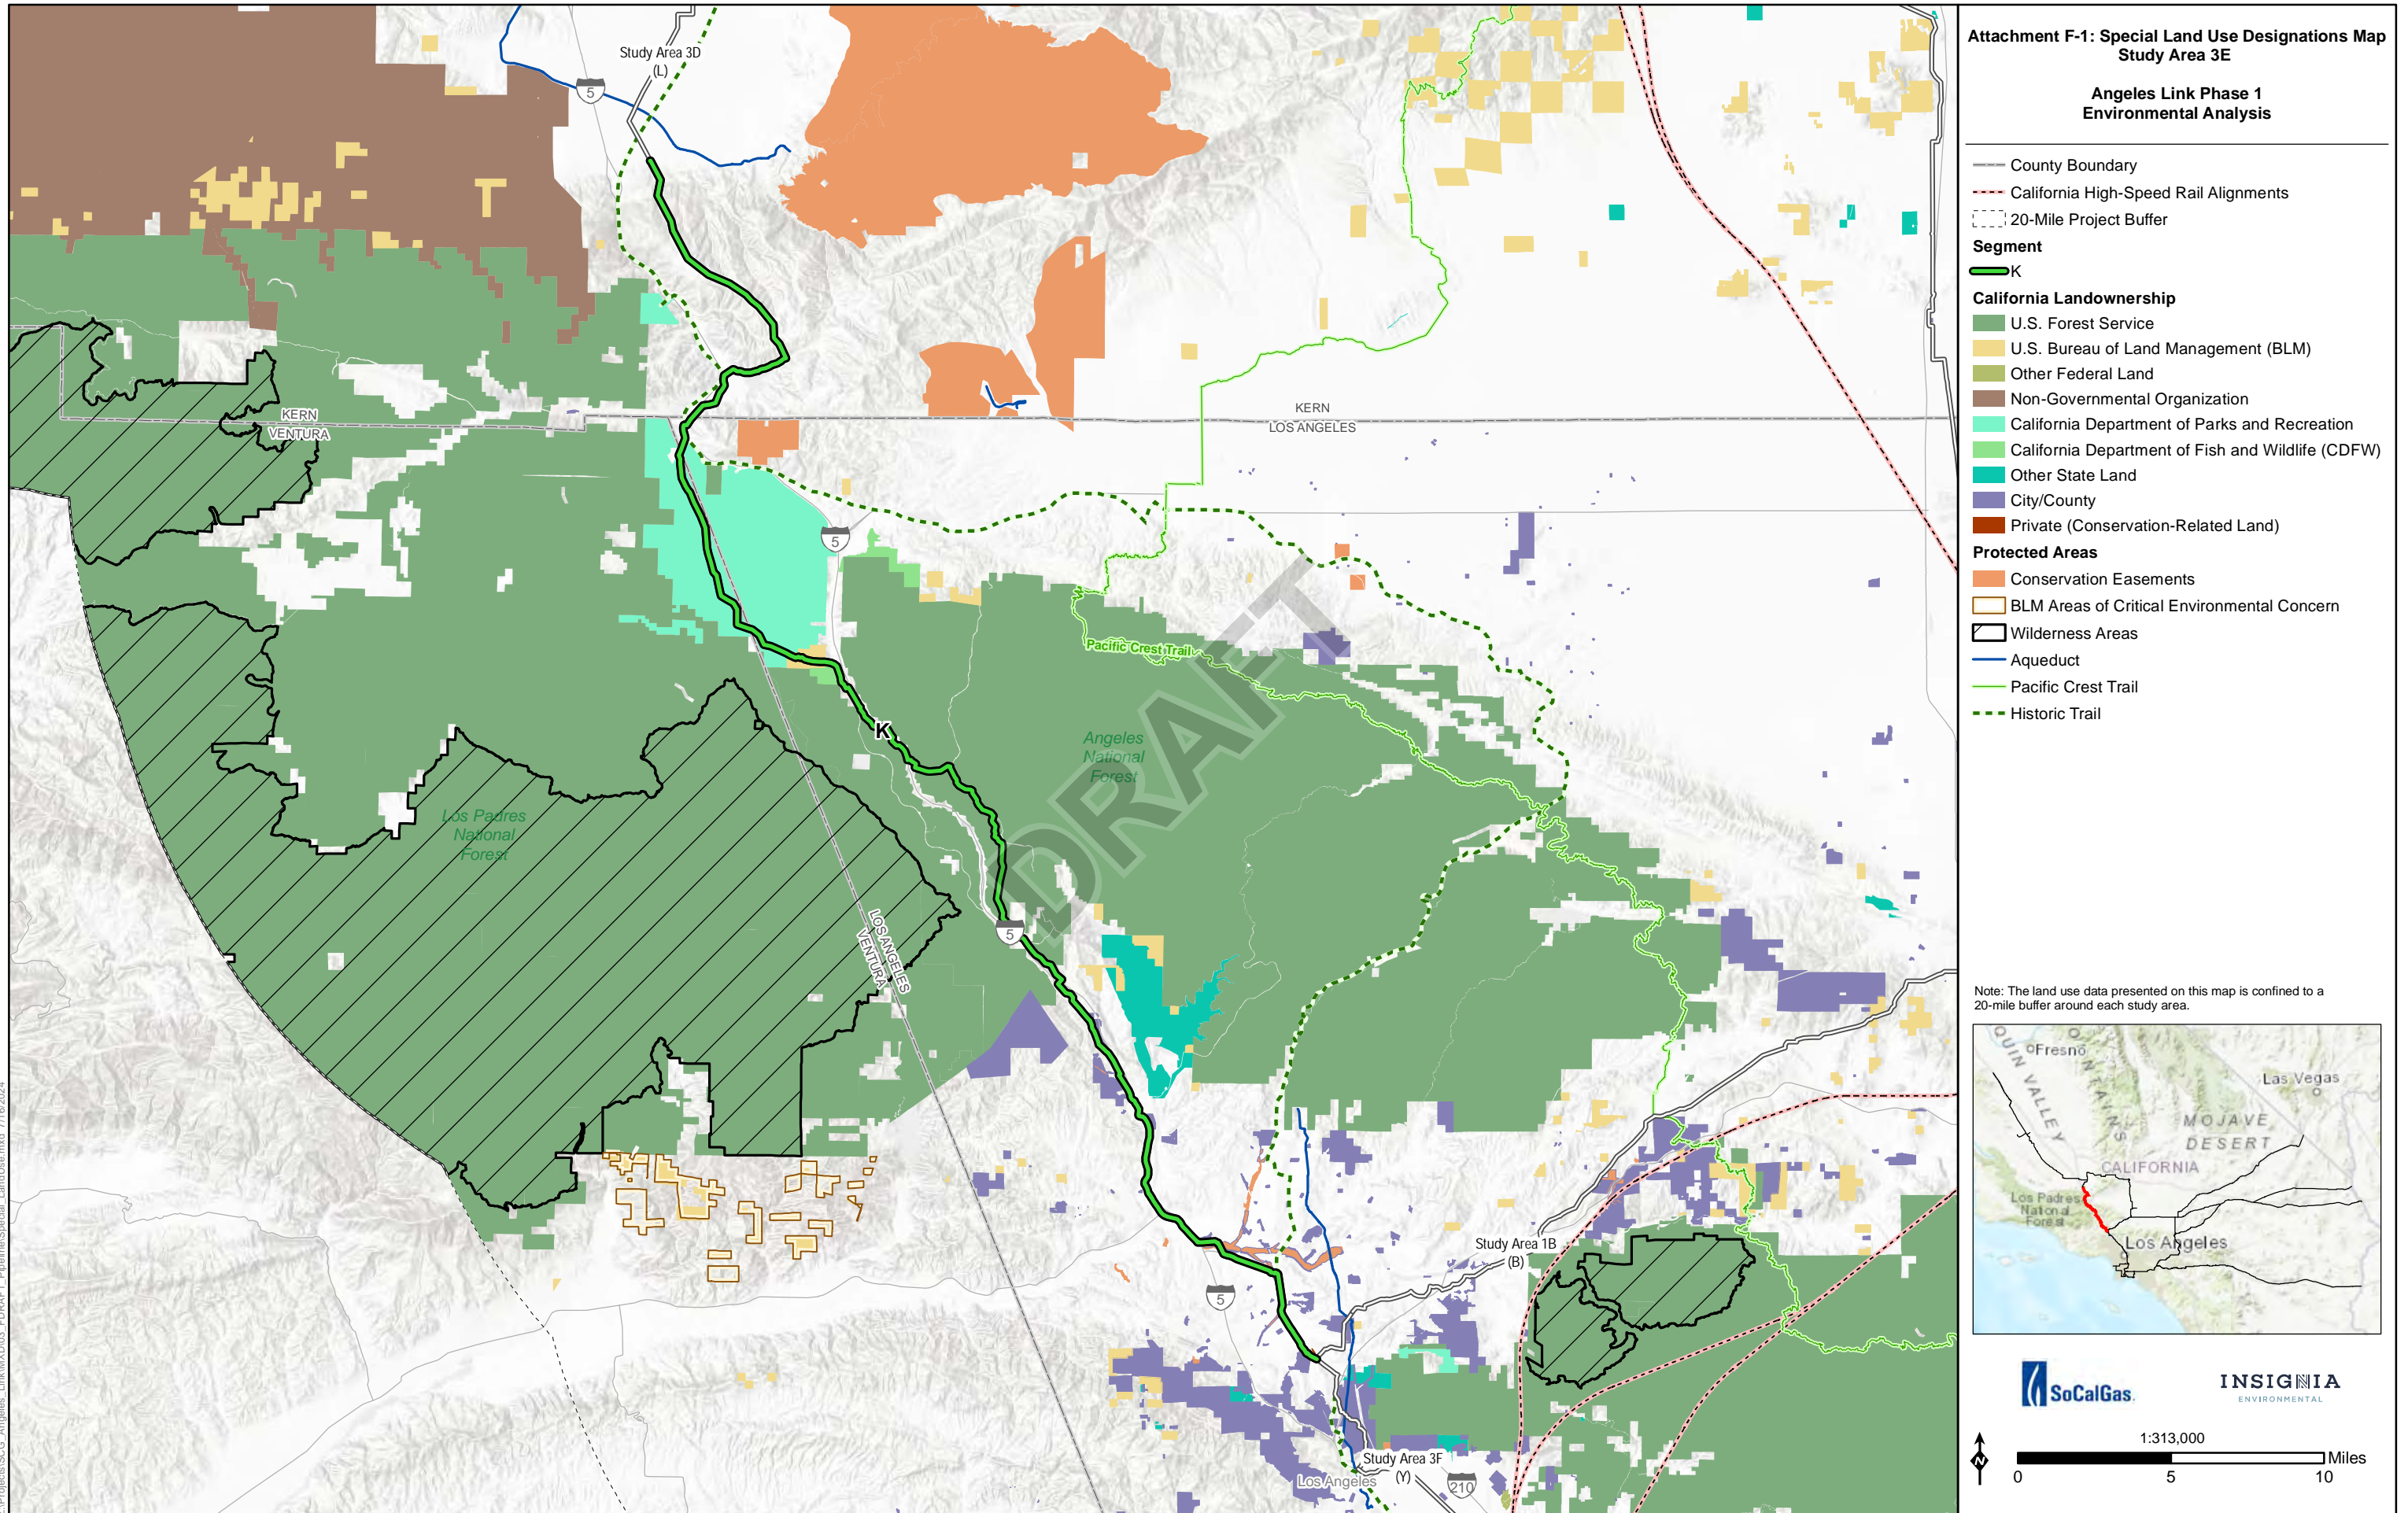 Attachment F-1: Special Land Use Designations Map
Study Area 3E
Angeles Link Phase 1
Environmental Analysis
County Boundary
California High-Speed Rail Alignments
20-Mile Project Buffer
Segment
K
California Landownership
U.S. Forest Service
U.S. Bureau of Land Management (BLM)
Other Federal Land
Non-Governmental Organization
California Department of Parks and Recreation
California Department of Fish and Wildlife (CDFW)
Other State Land
City/County
Private (Conservation-Related Land)
Protected Areas
Conservation Easements
BLM Areas of Critical Environmental Concern
Wilderness Areas
Aqueduct
Pacific Crest Trail
Historic Trail
Note: The land use data presented on this map is confined to a
20-mile buffer around each study area.
Fresno
Las Vegas
MOJAVE
DESERT
CALIFORNIA
Los Padres
National
Forest
Los Angeles
SoCalGas.
INSIGNIA
ENVIRONMENTAL
1:313,000
Miles
0
5
10
N
Study Area 3D
(L)
5
KERN
VENTURA
KERN
LOS ANGELES
5
Pacific Crest Trail
K
Angeles
National
Forest
Los Padres
National
Forest
LOS ANGELES
VENTURA
5
DRAFT
Study Area 1B
(B)
5
Study Area 3F
(Y)
Los Angeles
210